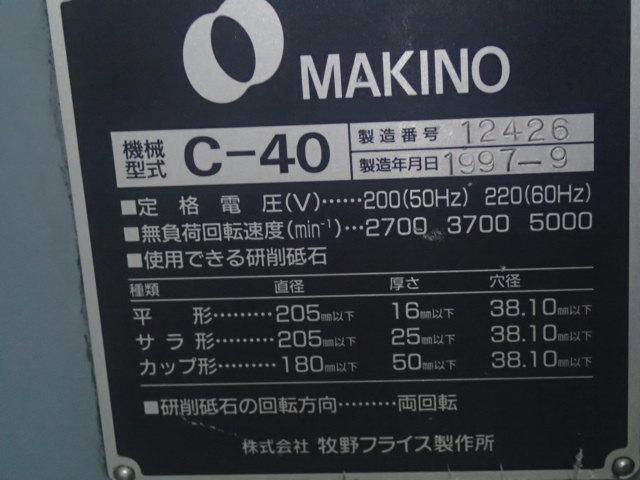 MAKINO
機械型式 C-40 製造番号 12426
製造年月日 1997-9
■定格電圧(V)……200(50Hz) 220(60Hz)
■無負荷回転速度(min⁻¹)…2700 3700 5000
■使用できる研削砥石
種類 直径 厚さ 穴径
平形………205mm以下 16mm以下 38.10mm以下
サラ形………205mm以下 25mm以下 38.10mm以下
カップ形………180mm以下 50mm以下 38.10mm以下
■研削砥石の回転方向………両回転
株式会社 牧野フライス製作所